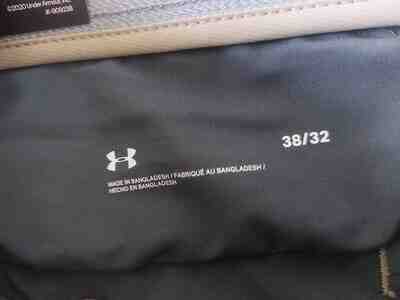 38/32
MADE IN BANGLADESH / FABRIQUÉ AU BANGLADESH /
HECHO EN BANGLADESH